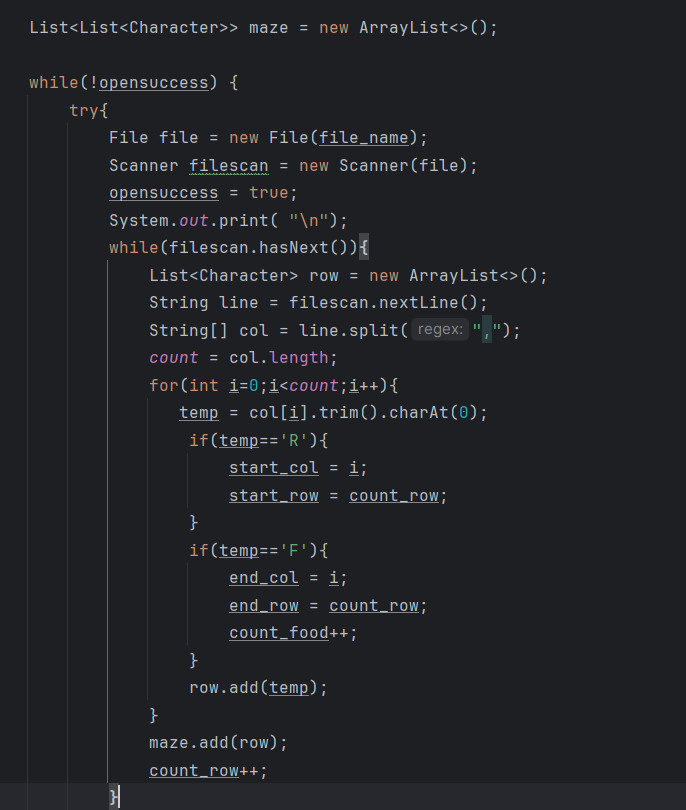 List<List<Character>> maze = new ArrayList<>();
while(!opensuccess) {
try{
File file = new File(file_name);
Scanner filescan = new Scanner(file);
opensuccess = true;
System.out.print( "\n");
while(filescan.hasNext()){
List<Character> row = new ArrayList<>();
String line = filescan.nextLine();
String[] col = line.split( regex: ",");
count = col.length;
for(int i=0;i<count;i++){
temp = col[i].trim().charAt(0);
if(temp=='R'){
start_col = i;
start_row = count_row;
}
if(temp=='F'){
end_col = i;
end_row = count_row;
count_food++;
}
row.add(temp);
}
maze.add(row);
count_row++;
}